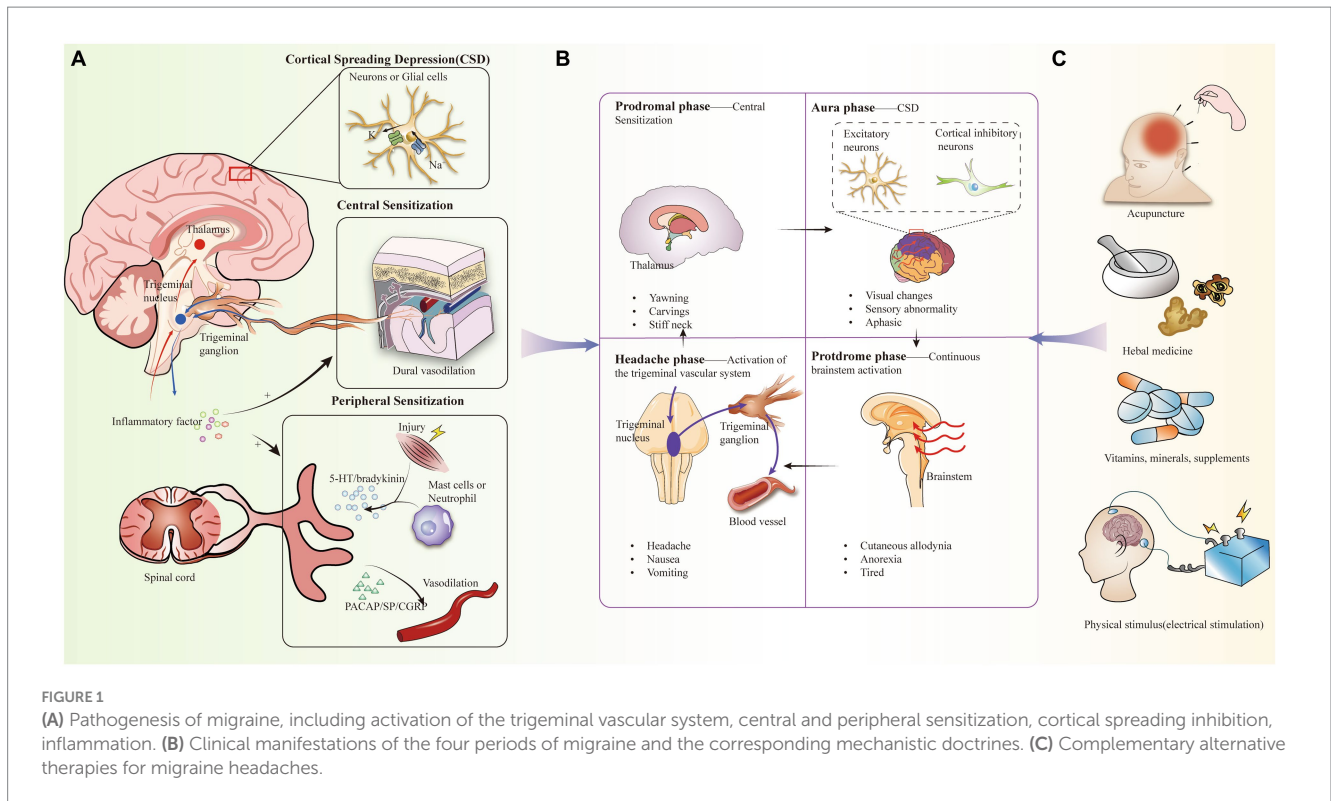 A
Cortical Spreading Depression(CSD)
Neurons or Glial cells
K
Na
Central Sensitization
Thalamus
Trigeminal
nucleus
Trigeminal
ganglion
Dural vasodilation
Inflammatory factor
+
+
Peripheral Sensitization
Injury
5-HT/bradykinin
Mast cells or
Neutrophil
Spinal cord
Vasodilation
PACAP/SP/CGRP
B
Prodromal phase——Central
Sensitization
Thalamus
• Yawning
• Carvings
• Stiff neck
Aura phase——CSD
Excitatory
neurons
Cortical inhibitory
neurons
• Visual changes
• Sensory abnormality
• Aphasic
Headache phase——Activation of
the trigeminal vascular system
Trigeminal
nucleus
Trigeminal
ganglion
Blood vessel
• Headache
• Nausea
• Vomiting
Protdrome phase——Continuous
brainstem activation
Brainstem
• Cutaneous allodynia
• Anorexia
• Tired
C
Acupuncture
Hebal medicine
Vitamins, minerals, supplements
Physical stimulus(electrical stimulation)
FIGURE 1
(A) Pathogenesis of migraine, including activation of the trigeminal vascular system, central and peripheral sensitization, cortical spreading inhibition,
inflammation. (B) Clinical manifestations of the four periods of migraine and the corresponding mechanistic doctrines. (C) Complementary alternative
therapies for migraine headaches.